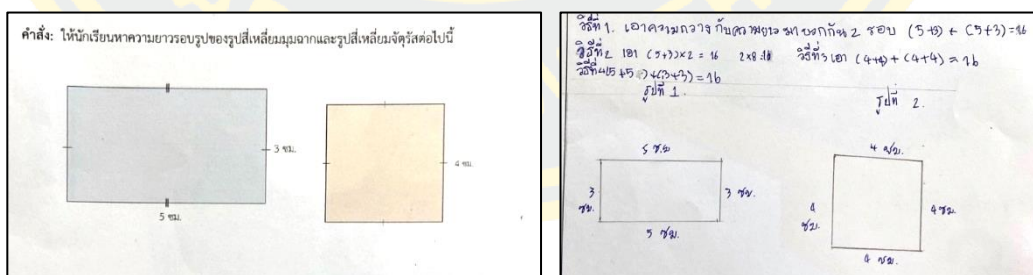 คำสั่ง: ให้นักเรียนหาความยาวรอบรูปของรูปสี่เหลี่ยมมุมฉากและรูปสี่เหลี่ยมจัตุรัสต่อไปนี้
3 ซม.
4 ซม.
5 ซม.
วิธีที่ 1. เอาความกว้าง กับความยาว มาบวกกัน 2 รอบ (5+3) + (5+3)=16
วิธีที่2 เอา (5+3)×2 = 16 2×8=16 วิธีที่3 เอา (4+4) + (4+4) = 16
วิธีที่4(5+5)+(3+3)=16
รูปที่ 1. รูปที่ 2.
5 ซ.ม 4 ซม.
3 ซม. 3 ซม. 4 ซม. 4 ซม.
5 ซม. 4 ซม.